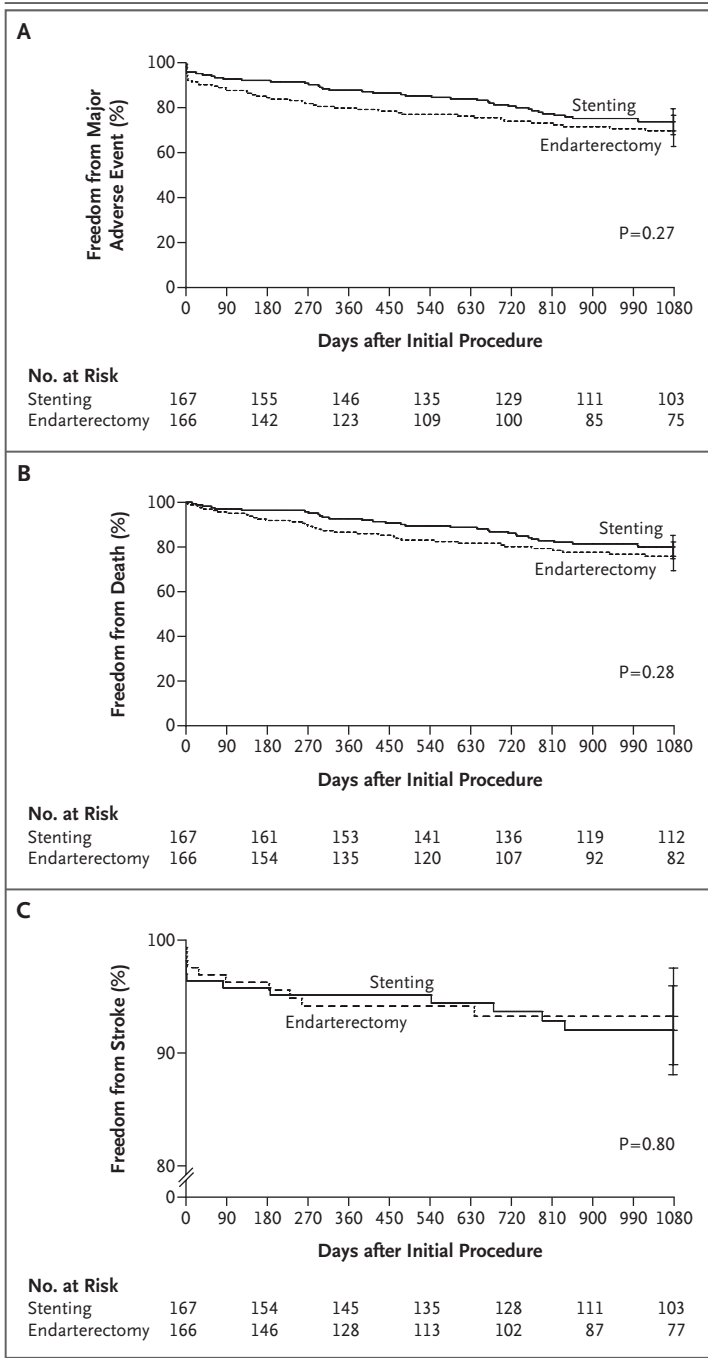 A
Freedom from Major
Adverse Event (%)
100
80
60
40
20
0
Stenting
Endarterectomy
P=0.27
0 90 180 270 360 450 540 630 720 810 900 990 1080
Days after Initial Procedure
No. at Risk
Stenting 167 155 146 135 129 111 103
Endarterectomy 166 142 123 109 100 85 75
B
Freedom from Death (%)
100
80
60
40
20
0
Stenting
Endarterectomy
P=0.28
0 90 180 270 360 450 540 630 720 810 900 990 1080
Days after Initial Procedure
No. at Risk
Stenting 167 161 153 141 136 119 112
Endarterectomy 166 154 135 120 107 92 82
C
Freedom from Stroke (%)
100
90
80
0
Stenting
Endarterectomy
P=0.80
0 90 180 270 360 450 540 630 720 810 900 990 1080
Days after Initial Procedure
No. at Risk
Stenting 167 154 145 135 128 111 103
Endarterectomy 166 146 128 113 102 87 77